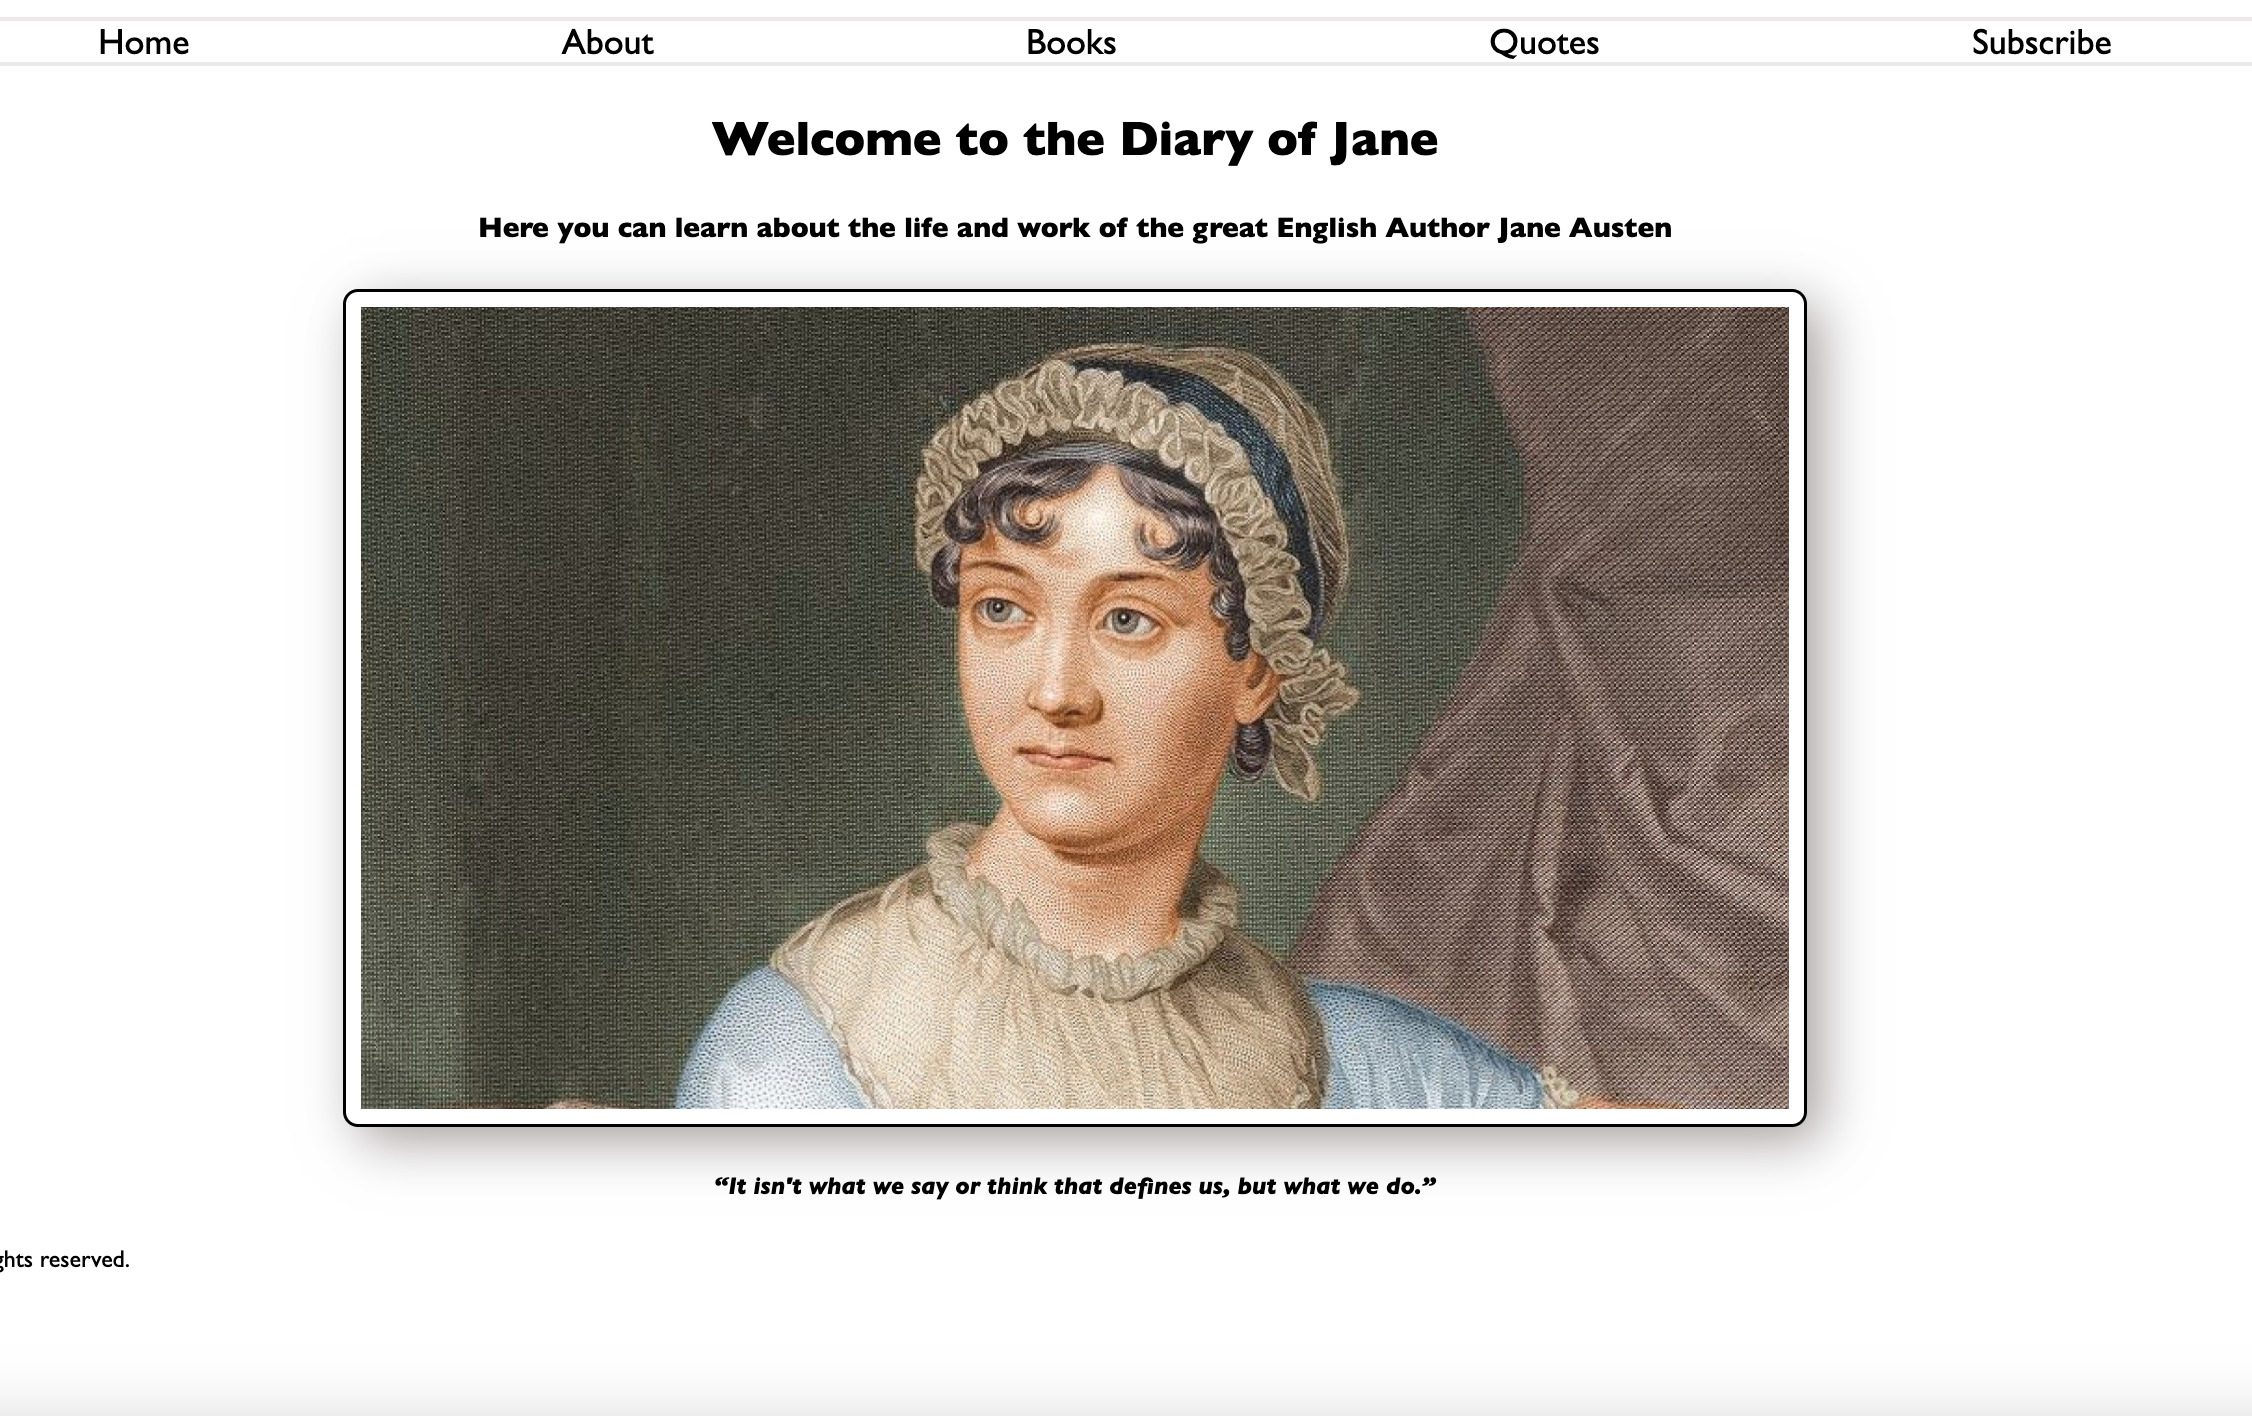 Home About Books Quotes Subscribe
Welcome to the Diary of Jane
Here you can learn about the life and work of the great English Author Jane Austen
“It isn't what we say or think that defines us, but what we do.”
reserved.